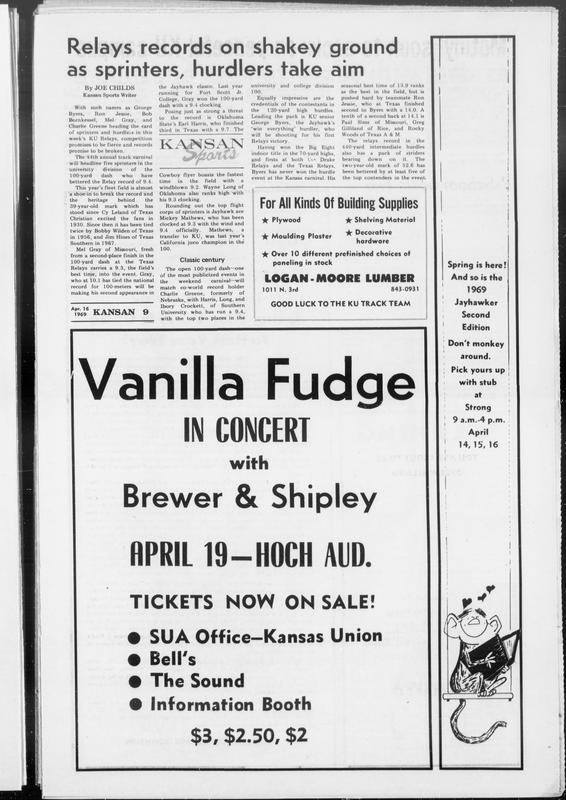 Relays records on shakey ground
as sprinters, hurdlers take aim
By JOE CHILDS
Kansan Sports Writer
With such names as George
Byers, Ron Jessie, Bob
Bornkessel, Mel Gray, and
Charlie Greene heading the card
of sprinters and hurdlers in this
week's KU Relays, competition
promises to be fierce and records
promise to be broken.
The 44th annual track carnival
will headline five sprinters in the
university division of the
100-yard dash who have
bettered the Relay record of 9.4.
This year's fleet field is almost
a shoe-in to break the record and
the heritage behind the
39-year-old mark which has
stood since Cy Leland of Texas
Christian excited the fans in
1930. Since then it has been tied
twice by Bobby Wilden of Texas
in 1956, and Jim Hines of Texas
Southern in 1967.
Mel Gray of Missouri, fresh
from a second-place finish in the
100-yard dash at the Texas
Relays carries a 9.3, the field's
best time, into the event. Gray,
who at 10.1 has tied the national
record for 100-meters will be
making his second appearance in
Apr. 16
1969 KANSAN 9
the Jayhawk classic. Last year
running for Fort Scott Jr.
College, Gray won the 100-yard
dash with a 9.4 clocking.
Posing just as strong a threat
to the record is Oklahoma
State's Earl Harris, who finished
third in Texas with a 9.7. The
KANSAN
Sports
Cowboy flyer boasts the fastest
time in the field with a
windblown 9.2. Wayne Long of
Oklahoma also ranks high with
his 9.3 clocking.
Rounding out the top flight
corps of sprinters is Jayhawk ace
Mickey Mathews, who has been
clocked at 9.3 with the wind and
9.4 officially. Mathews, a
transfer to KU, was last year's
California juco champion in the
100.
Classic century
The open 100-yard dash—one
of the most publicized events in
the weekend carnival—will
match co-world record holder
Charlie Greene, formerly of
Nebraska, with Harris, Long, and
Ibory Crockett, of Southern
University who has run a 9.4,
with the top two places in the
university and college division
100.
Equally impressive are the
credentials of the contestants in
the 120-yard high hurdles.
Leading the pack is KU senior
George Byers, the Jayhawk's
"win everything" hurdler, who
will be shooting for his first
Relays victory.
Having won the Big Eight
indoor title in the 70-yard highs,
and firsts at both the Drake
Relays and the Texas Relays,
Byers has never won the hurdle
event at the Kansas carnival. His
seasonal best time of 13.9 ranks
as the best in the field, but is
pushed hard by teammate Ron
Jessie, who at Texas finished
second to Byers with a 14.0. A
tenth of a second back at 14.1 is
Paul Sims of Missouri, Greg
Gilliland of Rice, and Rocky
Woods of Texas A & M.
The relays record in the
440-yard intermediate hurdles
also has a pack of striders
bearing down on it. The
two-year-old mark of 52.6 has
been bettered by at least five of
the top contenders in the event.
For All Kinds Of Building Supplies
★ Plywood
★ Shelving Material
★ Moulding Plaster
★ Decorative
hardware
★ Over 10 different prefinished choices of
paneling in stock
LOGAN - MOORE LUMBER
1011 N. 3rd 843-0931
GOOD LUCK TO THE KU TRACK TEAM
Vanilla Fudge
IN CONCERT
with
Brewer & Shipley
APRIL 19—HOCH AUD.
TICKETS NOW ON SALE!
● SUA Office—Kansas Union
● Bell's
● The Sound
● Information Booth
$3, $2.50, $2
Spring is here!
And so is the
1969
Jayhawker
Second
Edition
Don't monkey
around.
Pick yours up
with stub
at
Strong
9 a.m.-4 p.m.
April
14, 15, 16